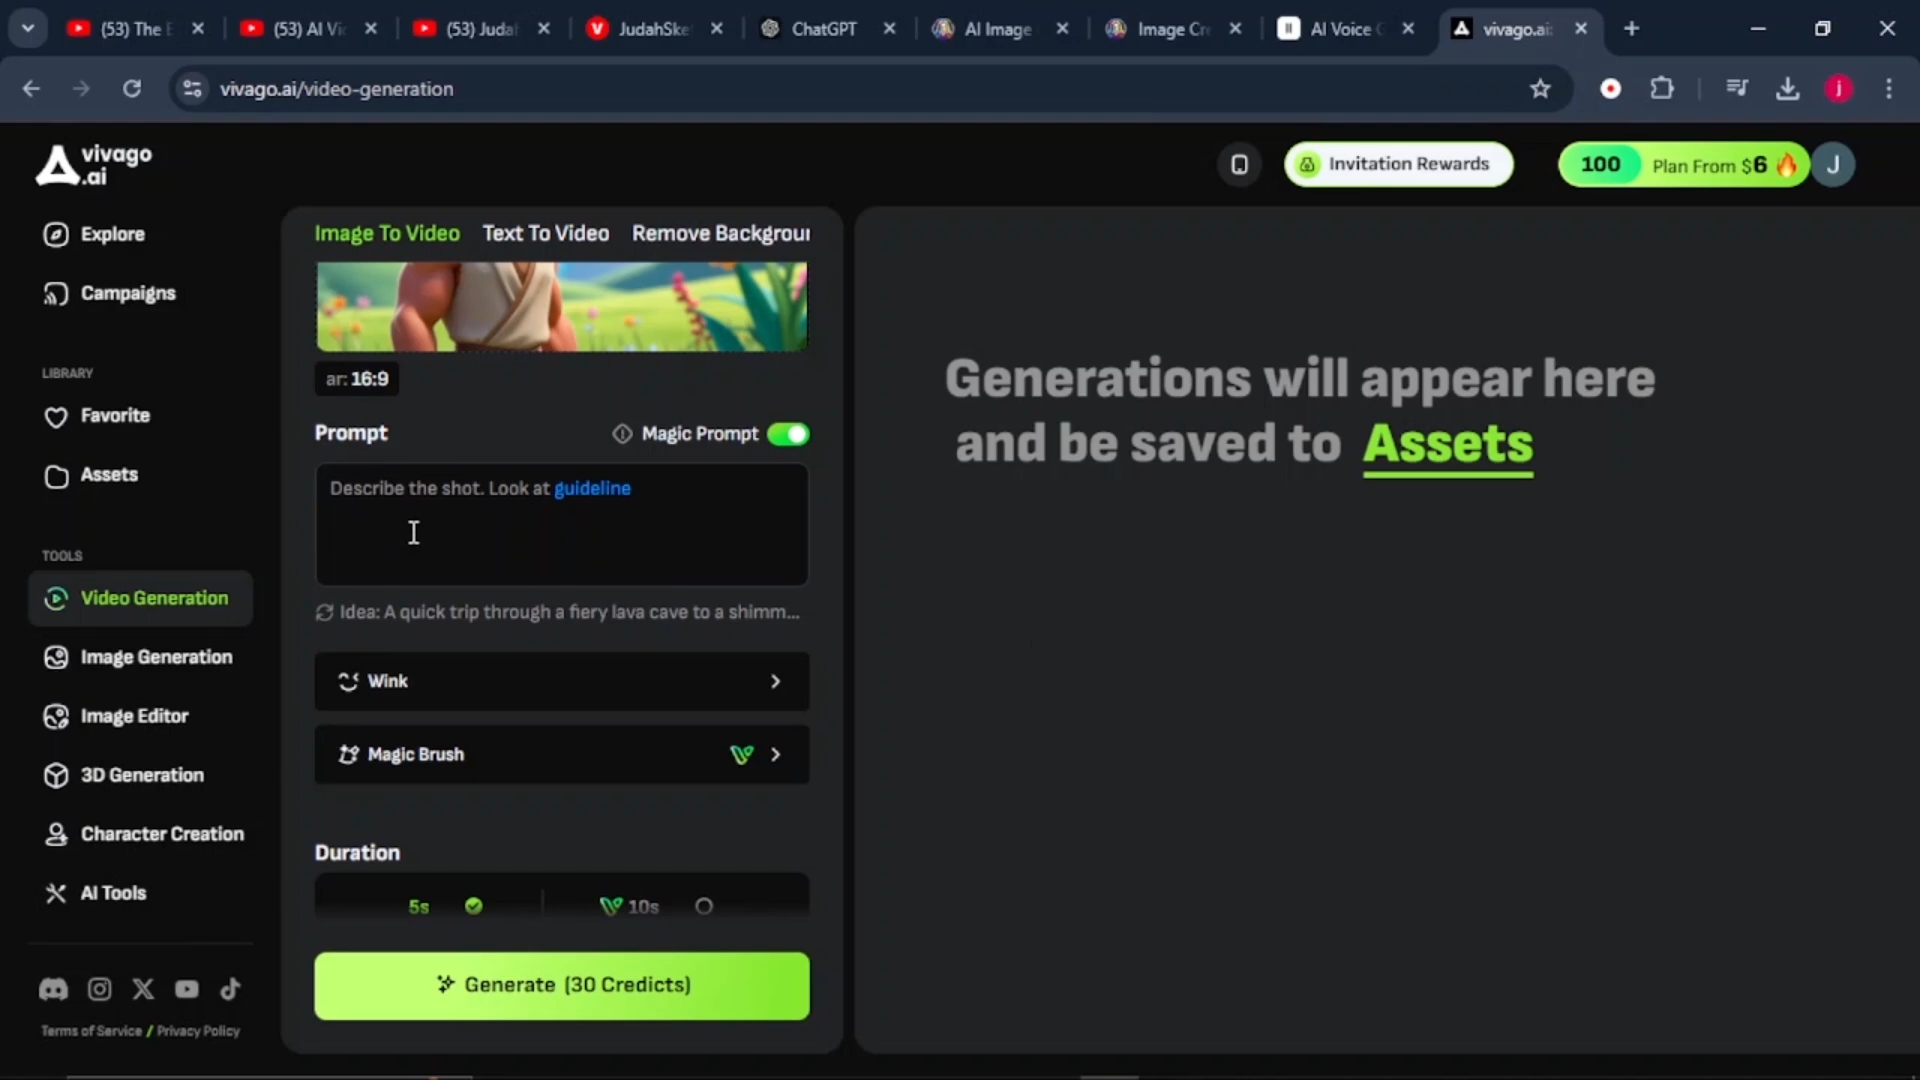 (53) The E
(53) AI Vic
(53) Judah
JudahSke
ChatGPT
AI Image
Image Cre
AI Voice G
vivago.ai
vivago.ai/video-generation
j
vivago
.ai
Invitation Rewards
100
Plan From $6
J
Explore
Campaigns
LIBRARY
Favorite
Assets
TOOLS
Video Generation
Image Generation
Image Editor
3D Generation
Character Creation
AI Tools
Terms of Service / Privacy Policy
Image To Video
Text To Video
Remove Backgroun
ar: 16:9
Prompt
Magic Prompt
Describe the shot. Look at guideline
Idea: A quick trip through a fiery lava cave to a shimm...
Wink
Magic Brush
Duration
5s
10s
Generate (30 Credicts)
Generations will appear here
and be saved to Assets